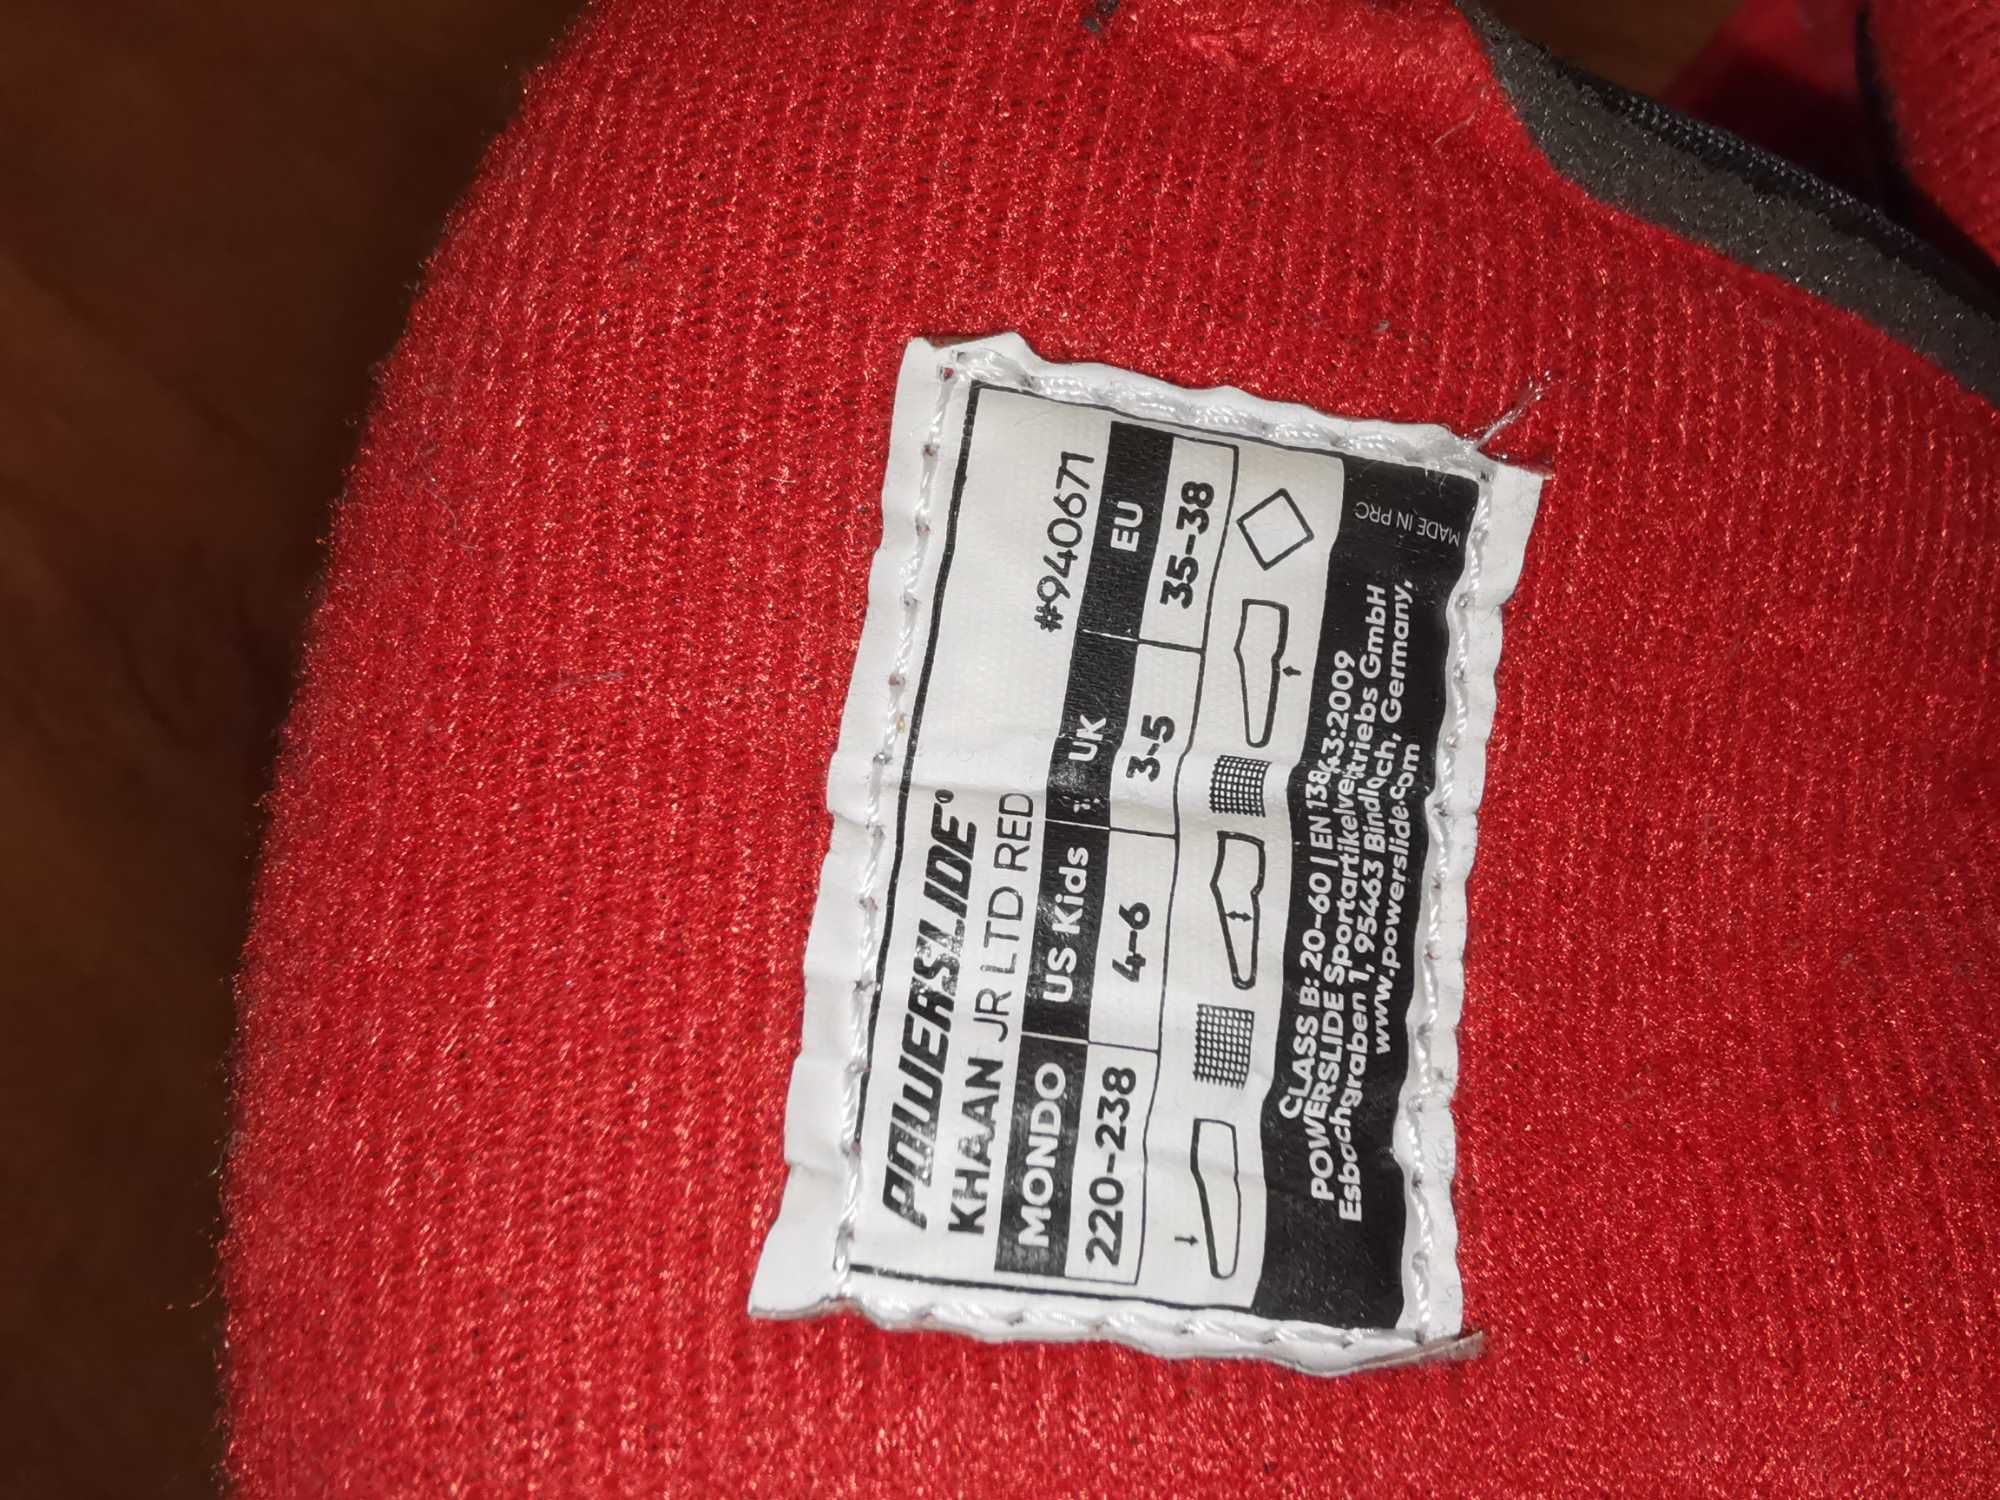 POWERSLIDE®
KHAAN JR LTD RED #940671
MONDO US Kids UK EU
220-238 4-6 3-5 35-38
CLASS B: 20-60 | EN 13843:2009
POWERSLIDE Sportartikelvertriebs GmbH
Esbachgraben 1, 95463 Bindlach, Germany,
www.powerslide.com
MADE IN PRC